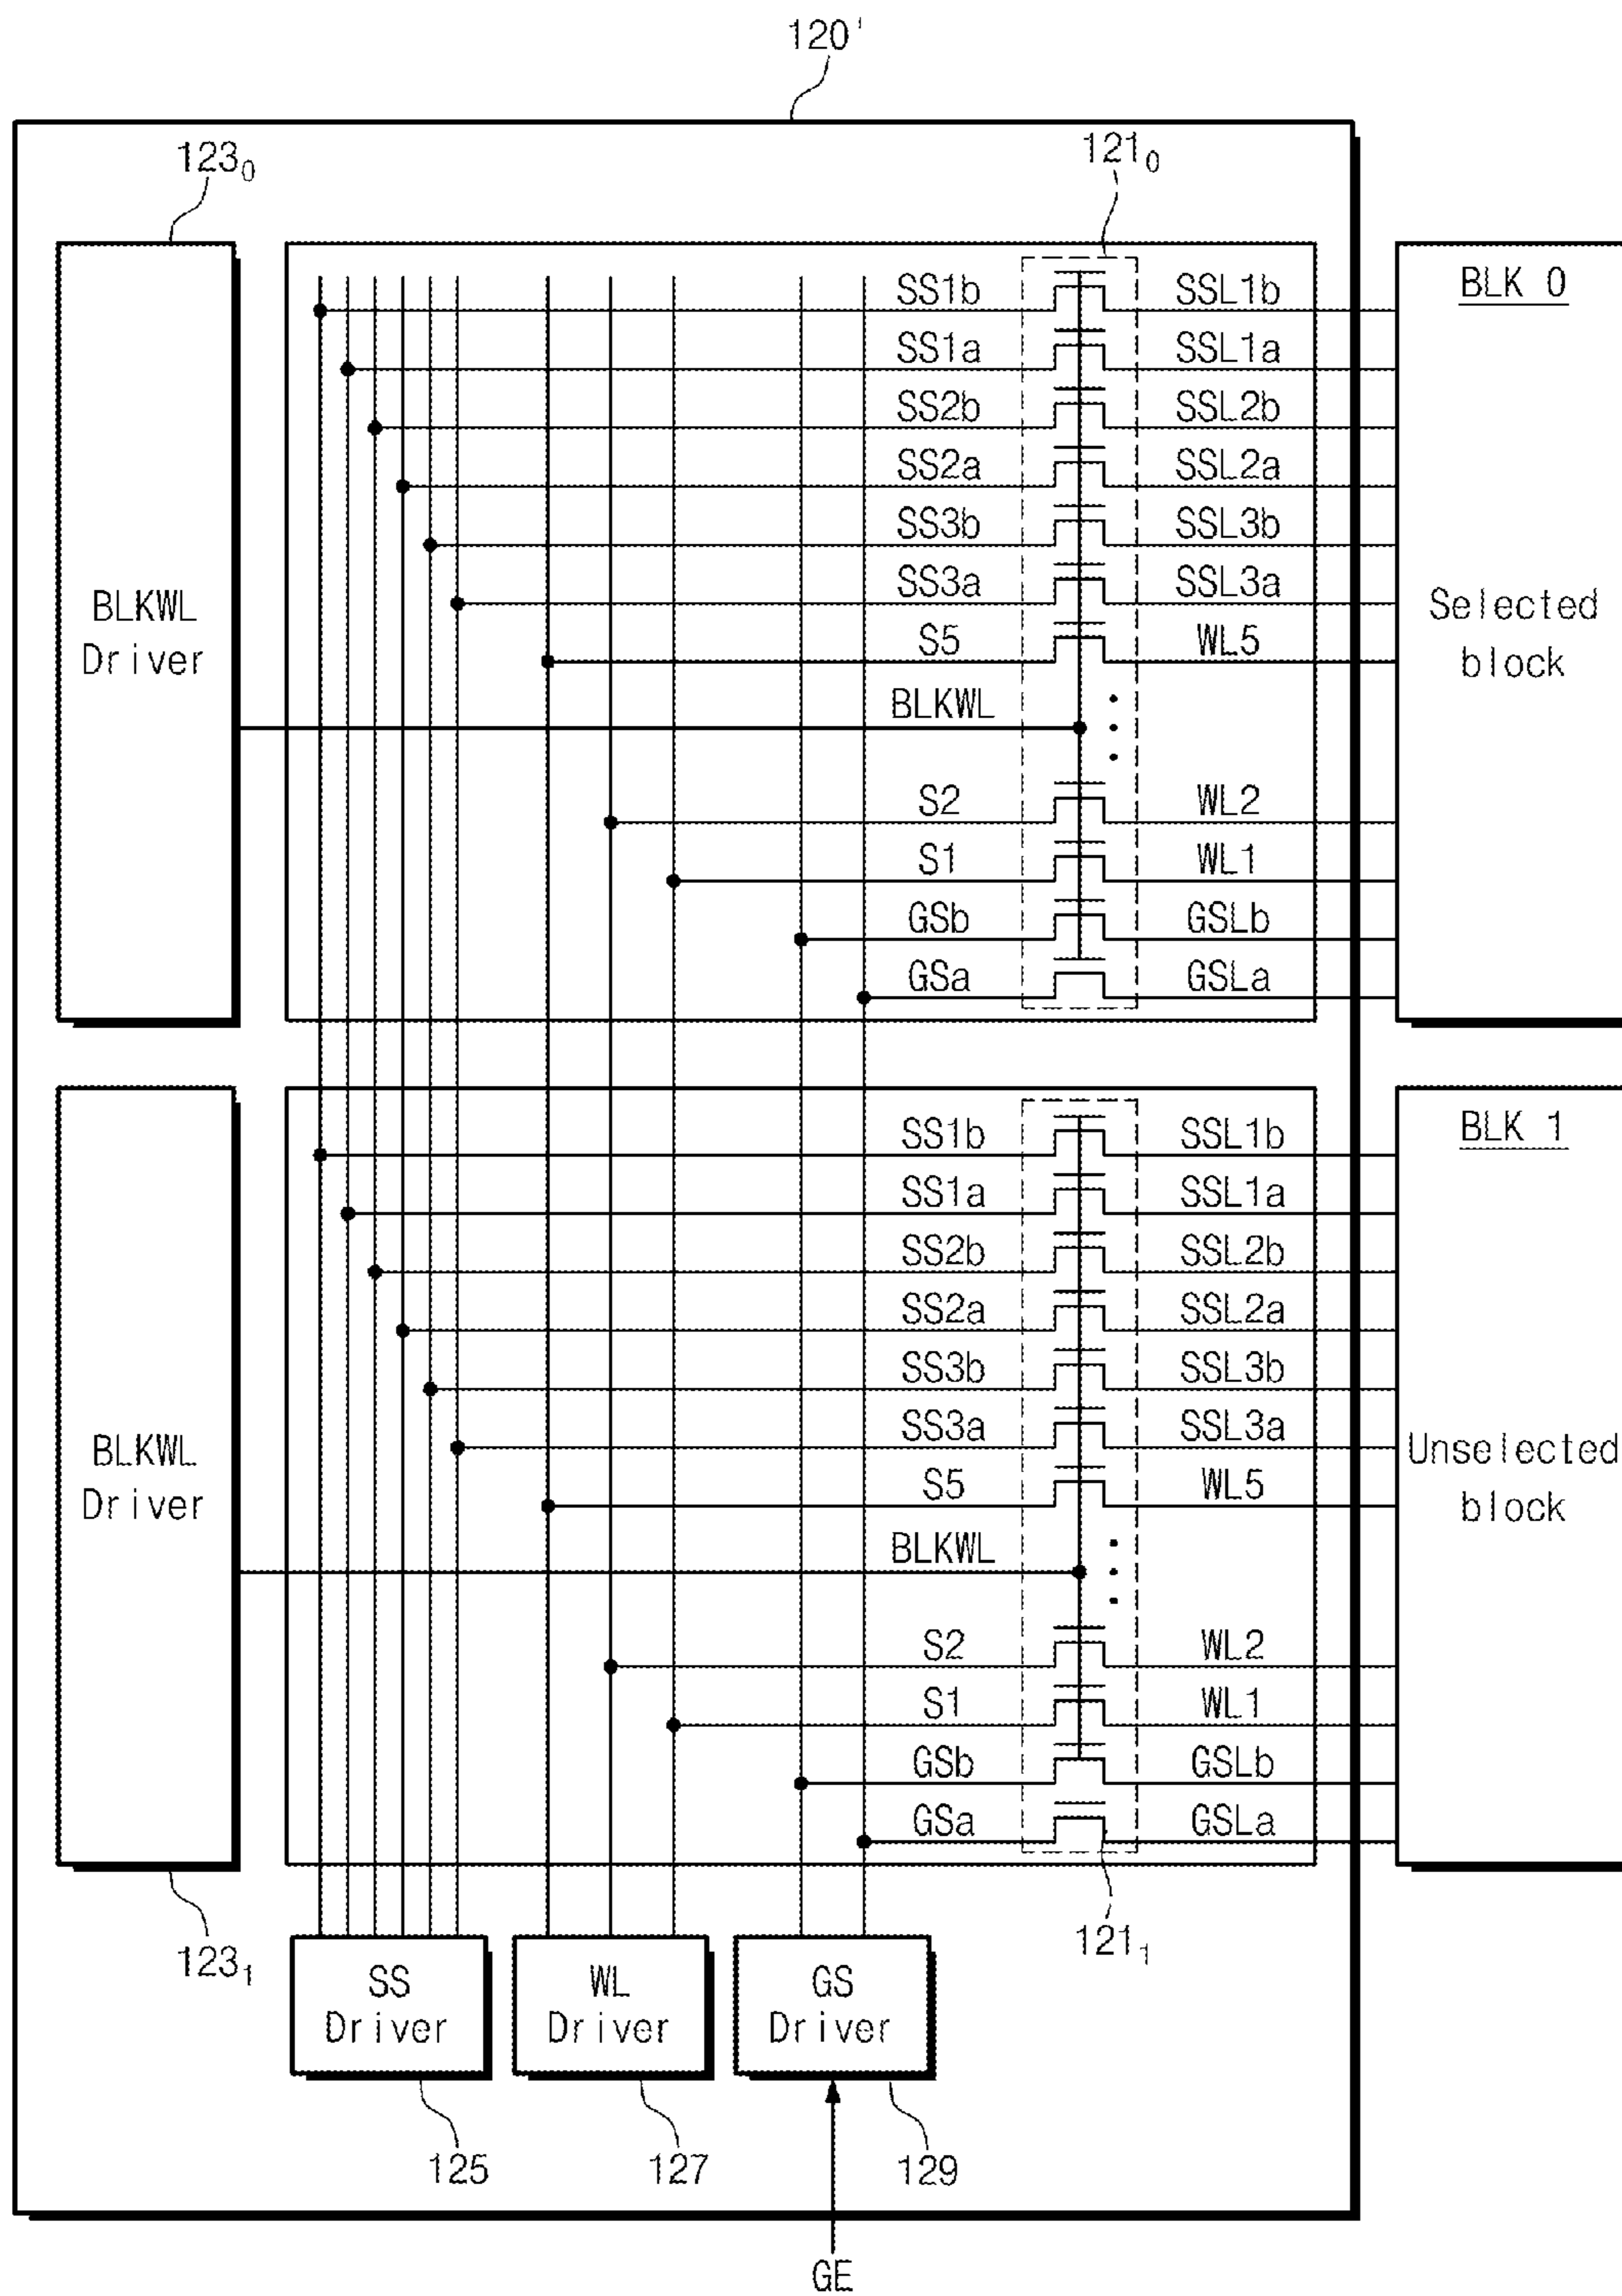 120'
123₀
121₀
BLKWL
Driver
SS1b
SSL1b
SS1a
SSL1a
SS2b
SSL2b
SS2a
SSL2a
SS3b
SSL3b
SS3a
SSL3a
S5
WL5
BLKWL
S2
WL2
S1
WL1
GSb
GSLb
GSa
GSLa
BLK 0
Selected
block
BLKWL
Driver
SS1b
SSL1b
SS1a
SSL1a
SS2b
SSL2b
SS2a
SSL2a
SS3b
SSL3b
SS3a
SSL3a
S5
WL5
BLKWL
S2
WL2
S1
WL1
GSb
GSLb
GSa
GSLa
BLK 1
Unselected
block
123₁
121₁
SS
Driver
WL
Driver
GS
Driver
125
127
129
GE